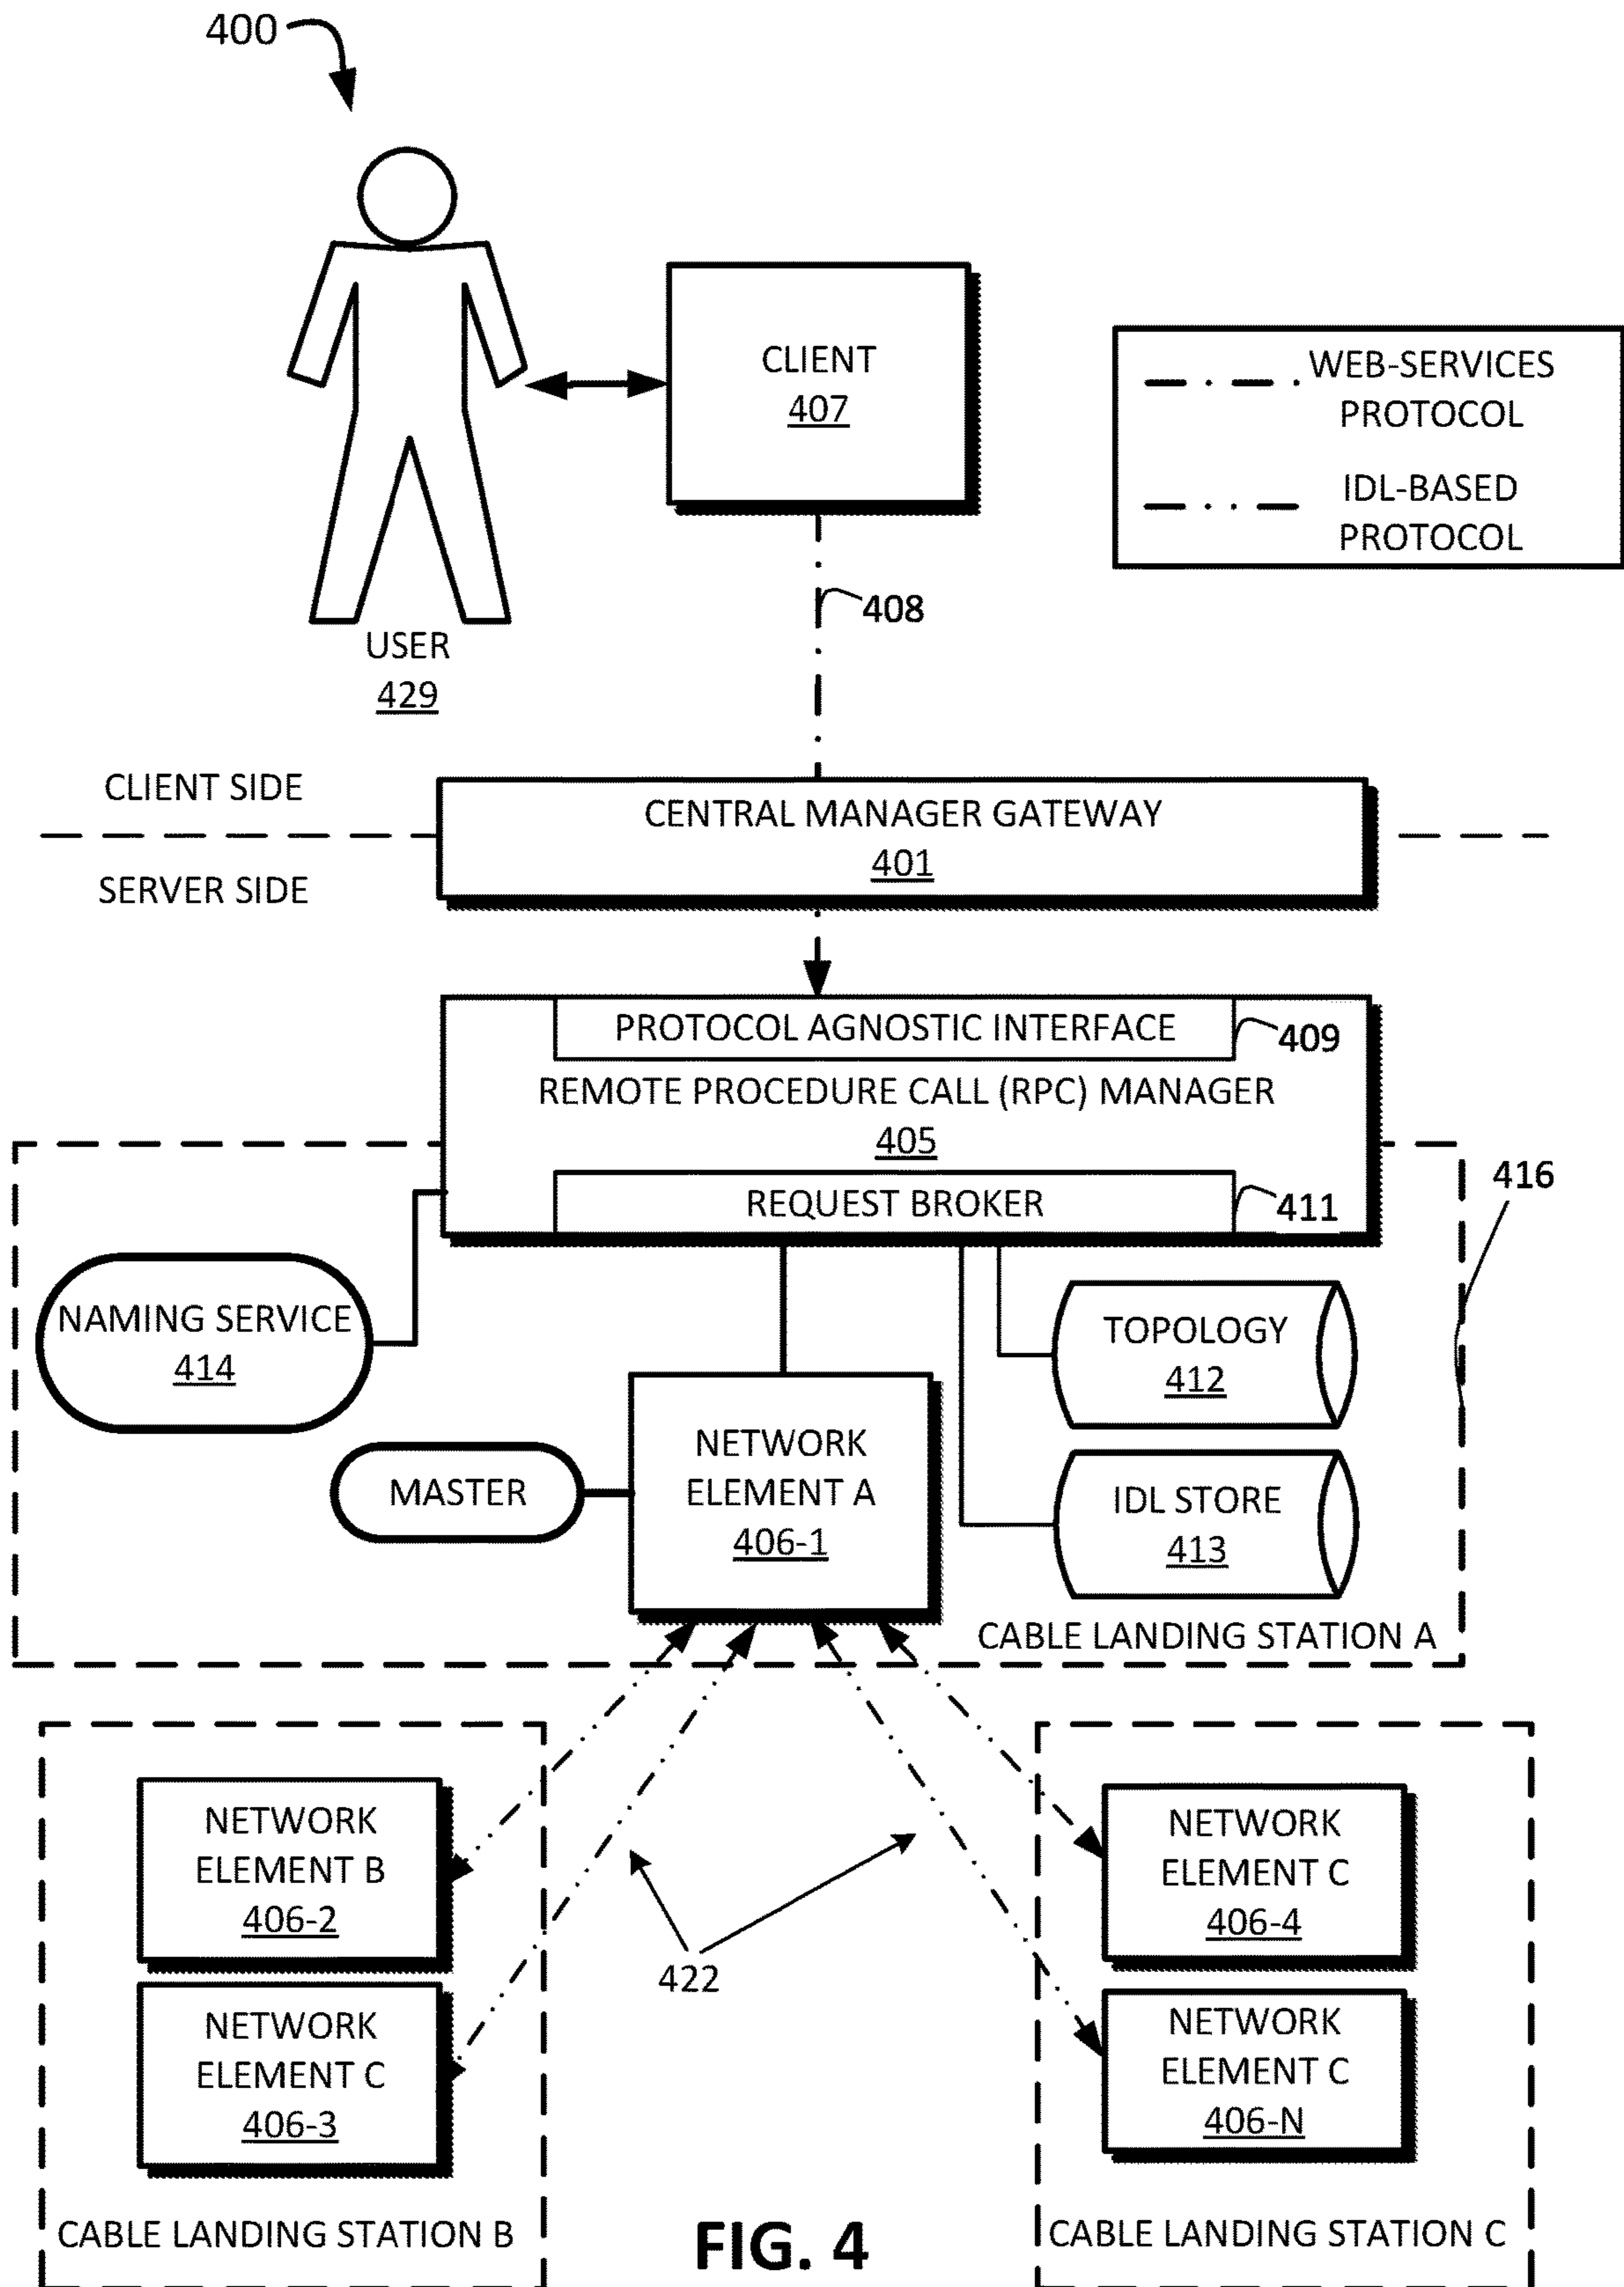 400
CLIENT
407
WEB-SERVICES
PROTOCOL
IDL-BASED
PROTOCOL
408
USER
429
CLIENT SIDE
SERVER SIDE
CENTRAL MANAGER GATEWAY
401
PROTOCOL AGNOSTIC INTERFACE
409
REMOTE PROCEDURE CALL (RPC) MANAGER
405
REQUEST BROKER
411
416
NAMING SERVICE
414
TOPOLOGY
412
MASTER
NETWORK
ELEMENT A
406-1
IDL STORE
413
CABLE LANDING STATION A
NETWORK
ELEMENT B
406-2
NETWORK
ELEMENT C
406-3
CABLE LANDING STATION B
422
NETWORK
ELEMENT C
406-4
NETWORK
ELEMENT C
406-N
CABLE LANDING STATION C
FIG. 4